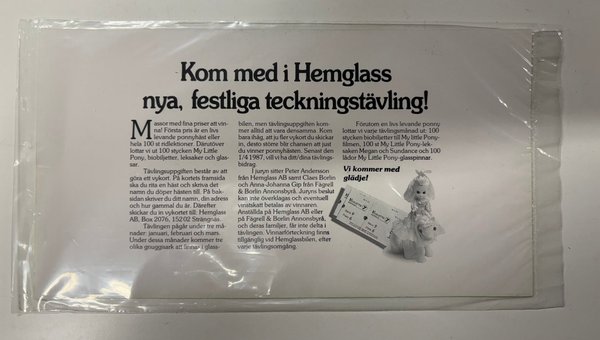 Kom med i Hemglass
nya, festliga teckningstävling!
Massor med fina priser att vin-
na! Första pris är en livs
levande ponnyhäst eller
hela 100 st ridlektioner. Därutöver
lottar vi ut 100 stycken My Little
Pony, biobiljetter, leksaker och glas-
sar.
Tävlingsuppgiften består av att
göra ett vykort. På kortets framsida
ska du rita en häst och skriva det
namn du döper hästen till. På bak-
sidan skriver du ditt namn, din adress
och hur gammal du är. Därefter
skickar du in vykortet till: Hemglass
AB, Box 2076, 152 02 Strängnäs.
Tävlingen pågår under tre må-
nader: januari, februari och mars.
Under dessa månader kommer tre
olika gnuggisark att finnas i glass-
bilen, men tävlingsuppgiften kom-
mer alltid att vara densamma. Kom
bara ihåg, att ju fler vykort du skickar
in, desto större blir chansen att just
du vinner ponnyhästen. Senast den
1/4 1987, vill vi ha ditt/dina tävlings-
bidrag.
I juryn sitter Peter Andersson
från Hemglass AB samt Claes Borlin
och Anna-Johanna Gip från Fägrell
& Borlin Annonsbyrå. Juryns beslut
kan inte överklagas och eventuell
vinstskatt betalas av vinnaren.
Anställda på Hemglass AB eller
på Fägrell & Borlin Annonsbyrå,
och deras familjer, får inte delta i
tävlingen. Vinnarförteckning finns
tillgänglig vid Hemglassbilen, efter
varje tävlingsomgång.
Förutom en livs levande ponny
lottar vi varje tävlingsmånad ut: 100
stycken biobiljetter till My Little Pony-
filmen, 100 st My Little Pony-lek-
saken Megan och Sundance och 100
lådor My Little Pony-glasspinnar.
Vi kommer med
glädje!